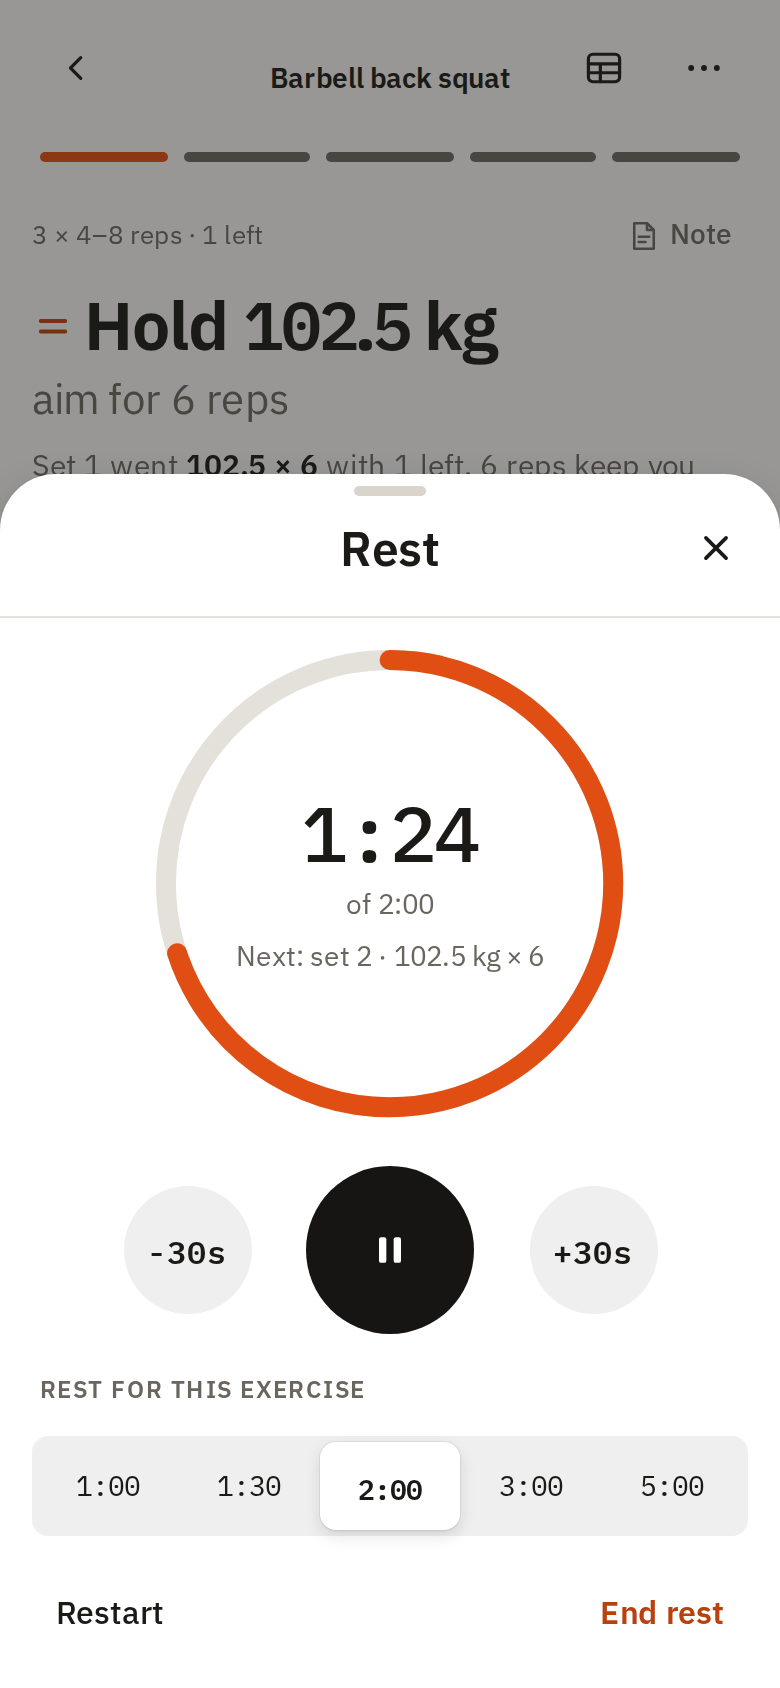 Barbell back squat
3 × 4–8 reps · 1 left
Note
= Hold 102.5 kg
aim for 6 reps
Set 1 went 102.5 × 6 with 1 left. 6 reps keep you
Rest
1:24
of 2:00
Next: set 2 · 102.5 kg × 6
-30s
+30s
REST FOR THIS EXERCISE
1:00 1:30 2:00 3:00 5:00
Restart
End rest